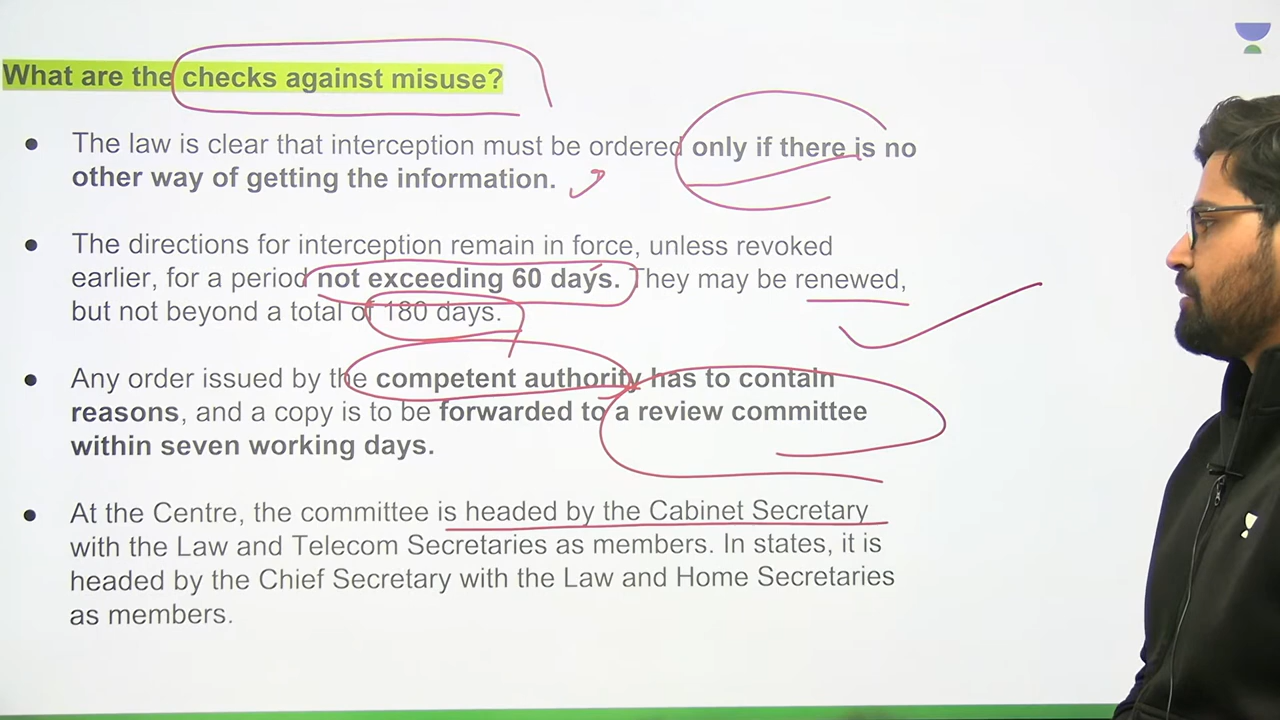 What are the checks against misuse?
● The law is clear that interception must be ordered only if there is no
other way of getting the information.
● The directions for interception remain in force, unless revoked
earlier, for a period not exceeding 60 days. They may be renewed,
but not beyond a total of 180 days.
● Any order issued by the competent authority has to contain
reasons, and a copy is to be forwarded to a review committee
within seven working days.
● At the Centre, the committee is headed by the Cabinet Secretary
with the Law and Telecom Secretaries as members. In states, it is
headed by the Chief Secretary with the Law and Home Secretaries
as members.